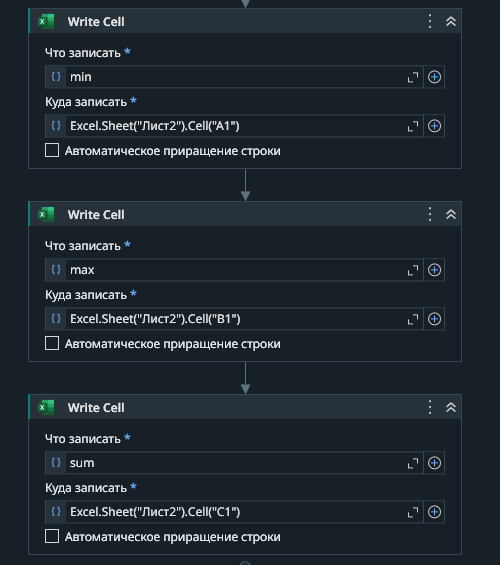 Write Cell
Что записать *
min
Куда записать *
Excel.Sheet("Лист2").Cell("A1")
Автоматическое приращение строки
Write Cell
Что записать *
max
Куда записать *
Excel.Sheet("Лист2").Cell("B1")
Автоматическое приращение строки
Write Cell
Что записать *
sum
Куда записать *
Excel.Sheet("Лист2").Cell("C1")
Автоматическое приращение строки